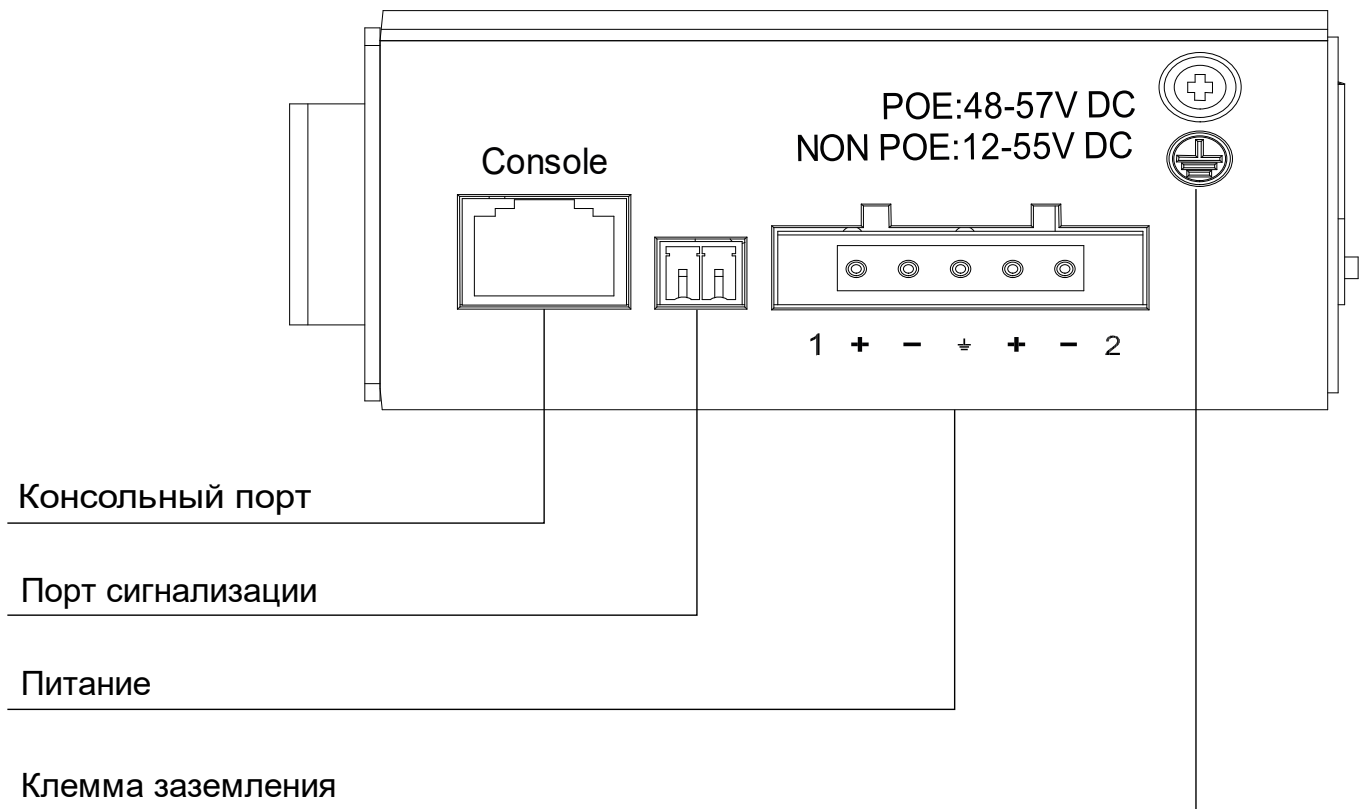 POE:48-57V DC
NON POE:12-55V DC
Console
1 + − ⏚ + − 2
Консольный порт
Порт сигнализации
Питание
Клемма заземления